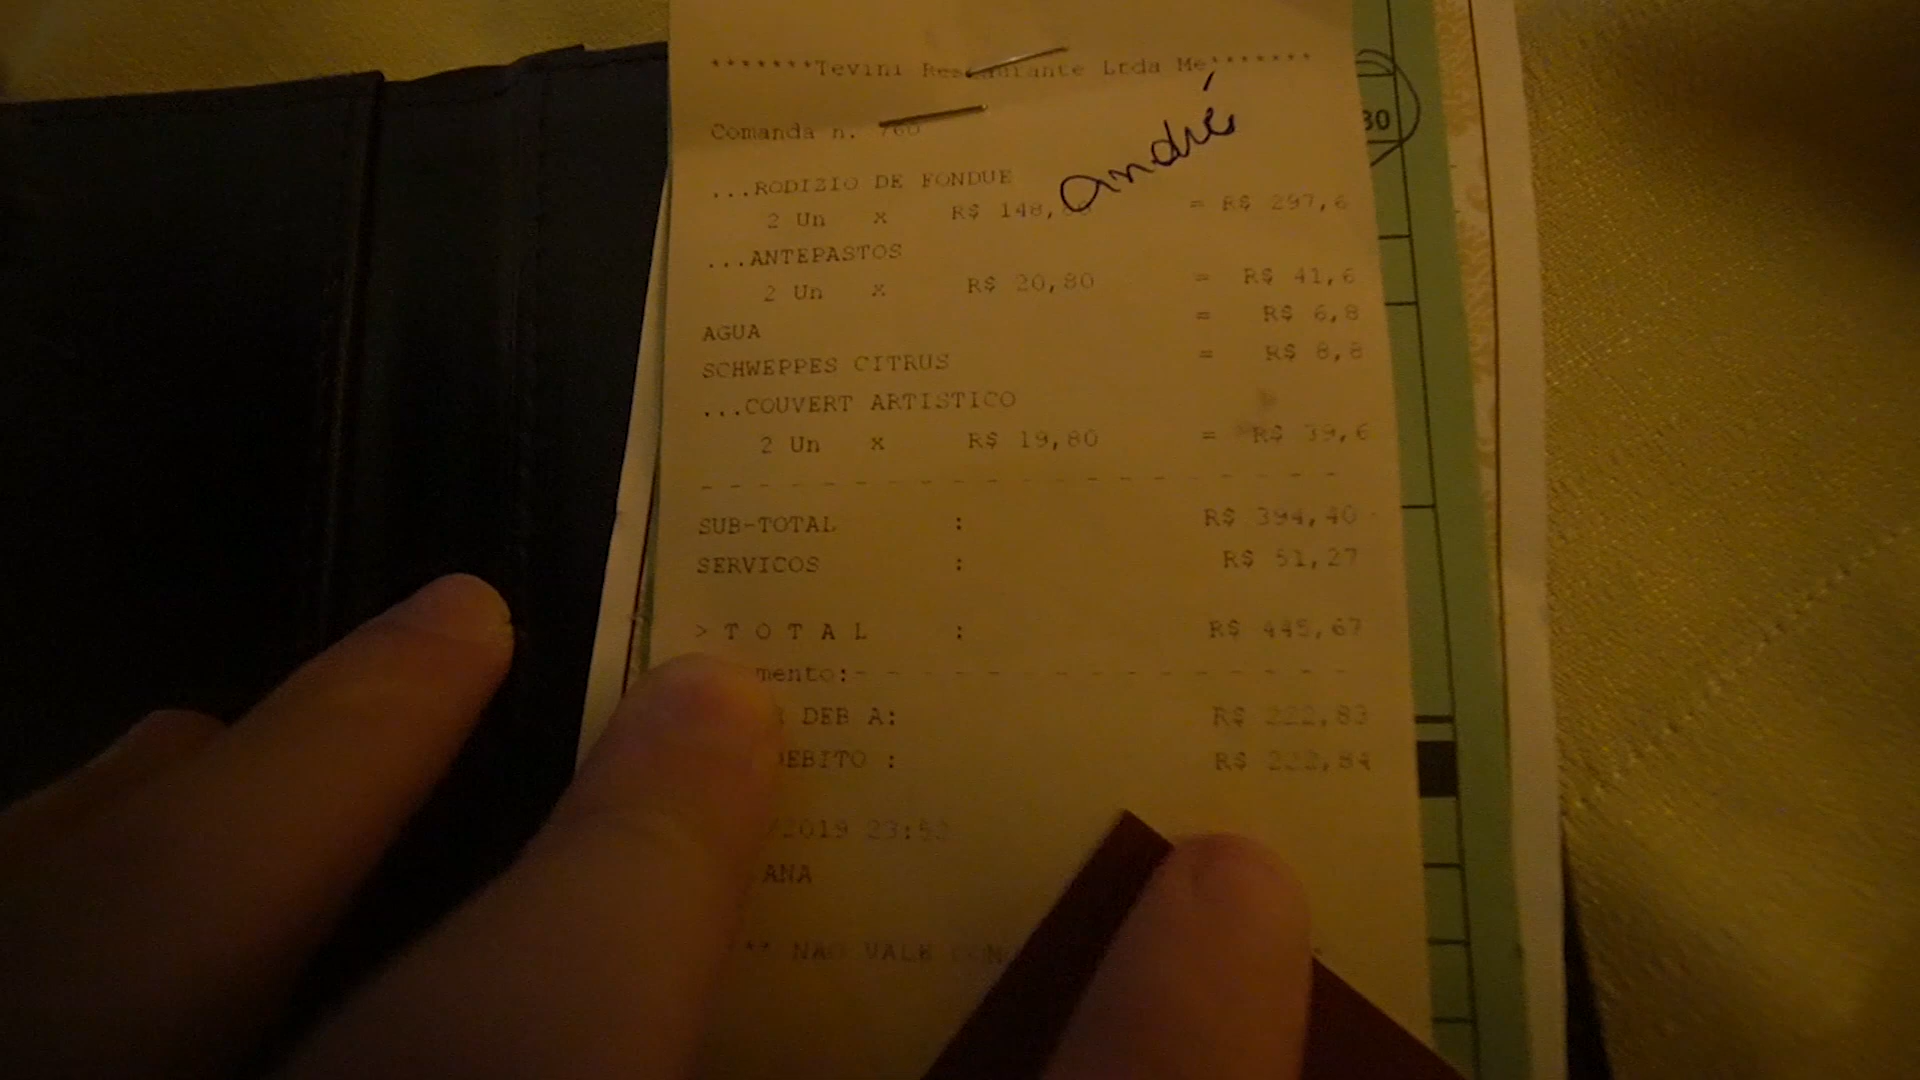 *******Tevini Restaurante Ltda Me*******
Comanda n. 760
André
30
...RODIZIO DE FONDUE
2 Un x R$ 148, = R$ 297,6
...ANTEPASTOS
2 Un x R$ 20,80 = R$ 41,6
AGUA = R$ 6,8
SCHWEPPES CITRUS = R$ 8,8
...COUVERT ARTISTICO
2 Un x R$ 19,80 = R$ 39,6
SUB-TOTAL : R$ 394,40
SERVICOS : R$ 51,27
>T O T A L : R$ 445,67
mento:
DEB A: R$ 222,83
DEBITO : R$ 222,84
/2019 23:52
ANA
** NAO VALE